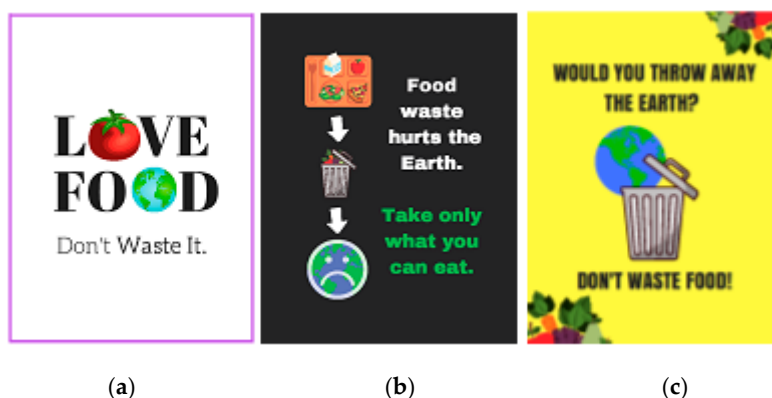 LOVE
FOOD
Don't Waste It.
Food
waste
hurts the
Earth.
Take only
what you
can eat.
WOULD YOU THROW AWAY
THE EARTH?
DON'T WASTE FOOD!
(a)
(b)
(c)